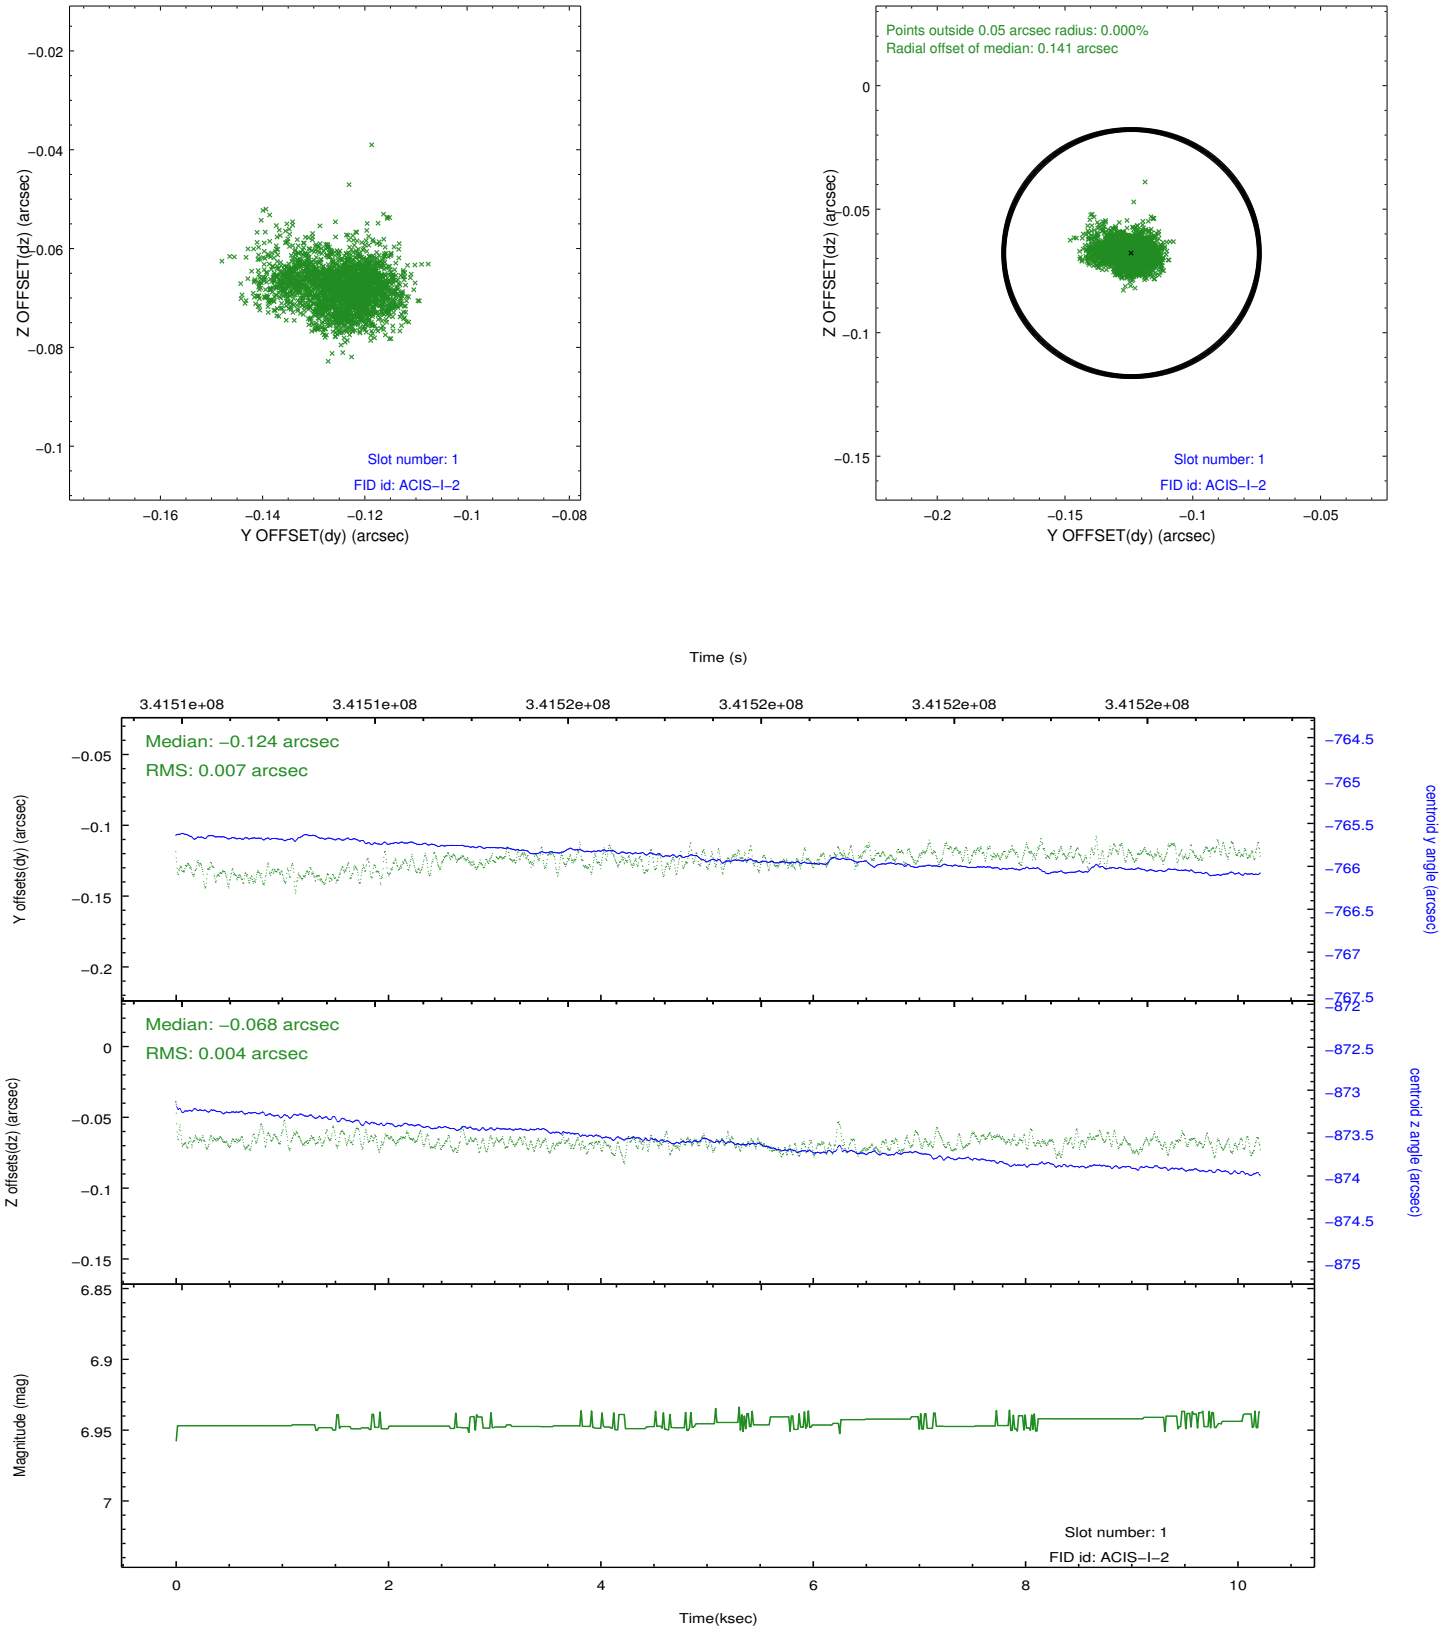 −0.02
−0.04
−0.06
−0.08
−0.1
Z OFFSET(dz) (arcsec)
Slot number: 1
FID id: ACIS−I−2
−0.16
−0.14
−0.12
−0.1
−0.08
Y OFFSET(dy) (arcsec)
Points outside 0.05 arcsec radius: 0.000%
Radial offset of median: 0.141 arcsec
0
−0.05
−0.1
−0.15
Z OFFSET(dz) (arcsec)
Slot number: 1
FID id: ACIS−I−2
−0.2
−0.15
−0.1
−0.05
Y OFFSET(dy) (arcsec)
Time (s)
3.4151e+08
3.4151e+08
3.4152e+08
3.4152e+08
3.4152e+08
3.4152e+08
Median: −0.124 arcsec
RMS: 0.007 arcsec
−0.05
−0.1
−0.15
−0.2
Y offsets(dy) (arcsec)
−764.5
−765
−765.5
−766
−766.5
−767
−767.5
centroid y angle (arcsec)
Median: −0.068 arcsec
RMS: 0.004 arcsec
0
−0.05
−0.1
−0.15
Z offsets(dz) (arcsec)
−872
−872.5
−873
−873.5
−874
−874.5
−875
centroid z angle (arcsec)
6.85
6.9
6.95
7
Magnitude (mag)
Slot number: 1
FID id: ACIS−I−2
0
2
4
6
8
10
Time(ksec)